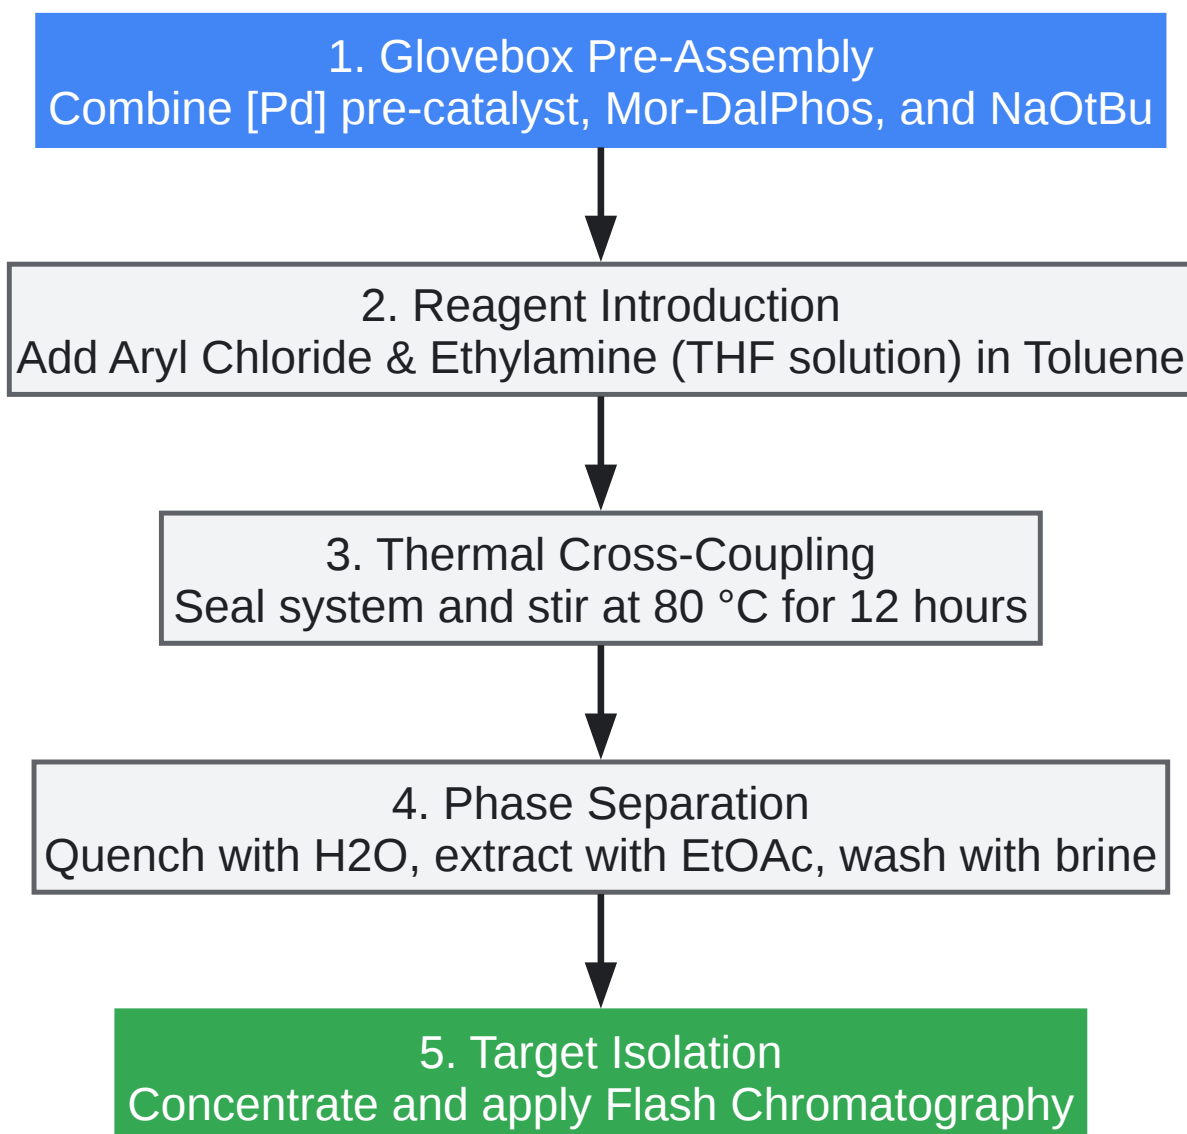 1. Glovebox Pre-Assembly
Combine [Pd] pre-catalyst, Mor-DalPhos, and NaOtBu
2. Reagent Introduction
Add Aryl Chloride & Ethylamine (THF solution) in Toluene
3. Thermal Cross-Coupling
Seal system and stir at 80 °C for 12 hours
4. Phase Separation
Quench with H2O, extract with EtOAc, wash with brine
5. Target Isolation
Concentrate and apply Flash Chromatography